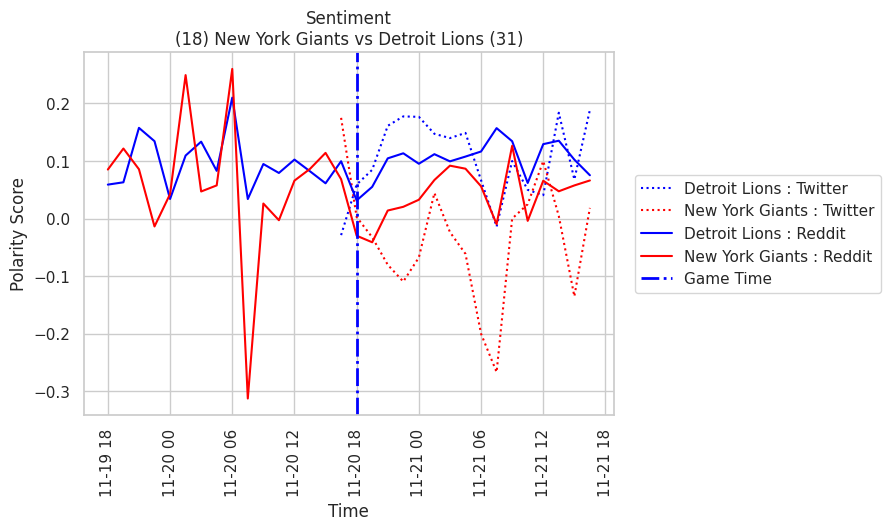 Sentiment
(18) New York Giants vs Detroit Lions (31)
Polarity Score
0.2
0.1
0.0
−0.1
−0.2
−0.3
11-19 18
11-20 00
11-20 06
11-20 12
11-20 18
11-21 00
11-21 06
11-21 12
11-21 18
Time
Detroit Lions : Twitter
New York Giants : Twitter
Detroit Lions : Reddit
New York Giants : Reddit
Game Time